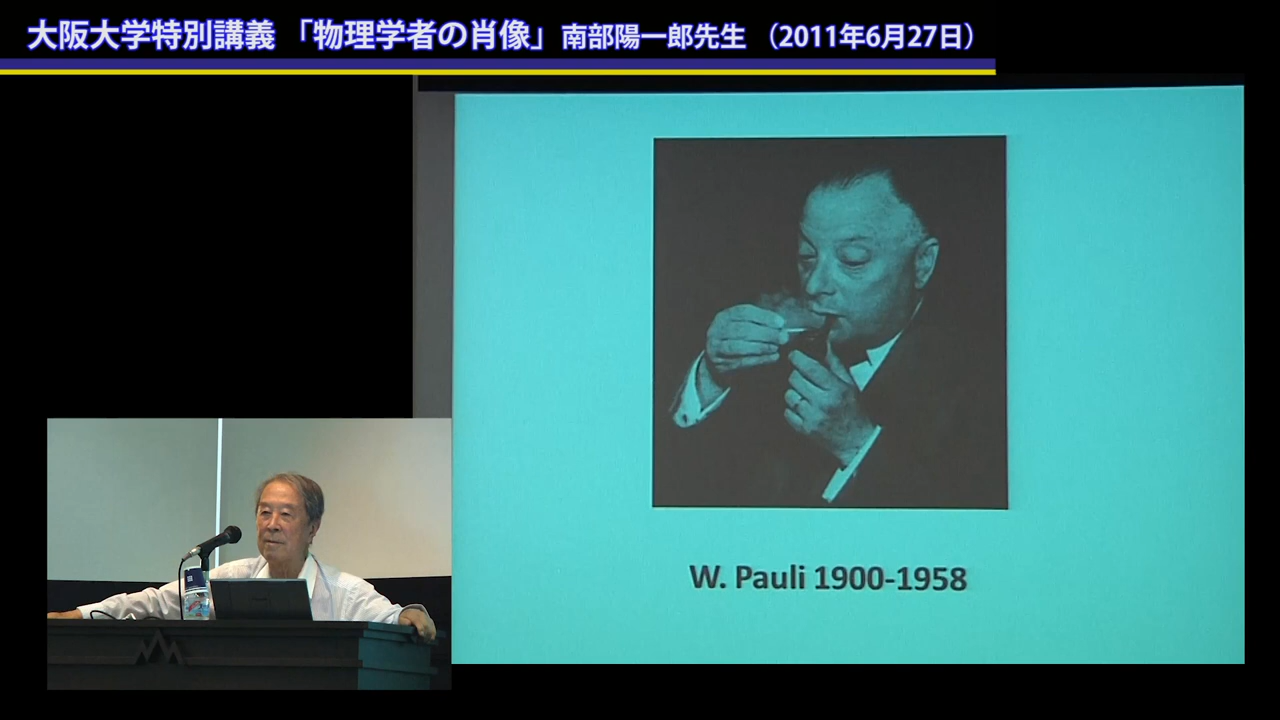 大阪大学特別講義 「物理学者の肖像」 南部陽一郎先生 （2011年6月27日）
W. Pauli 1900-1958